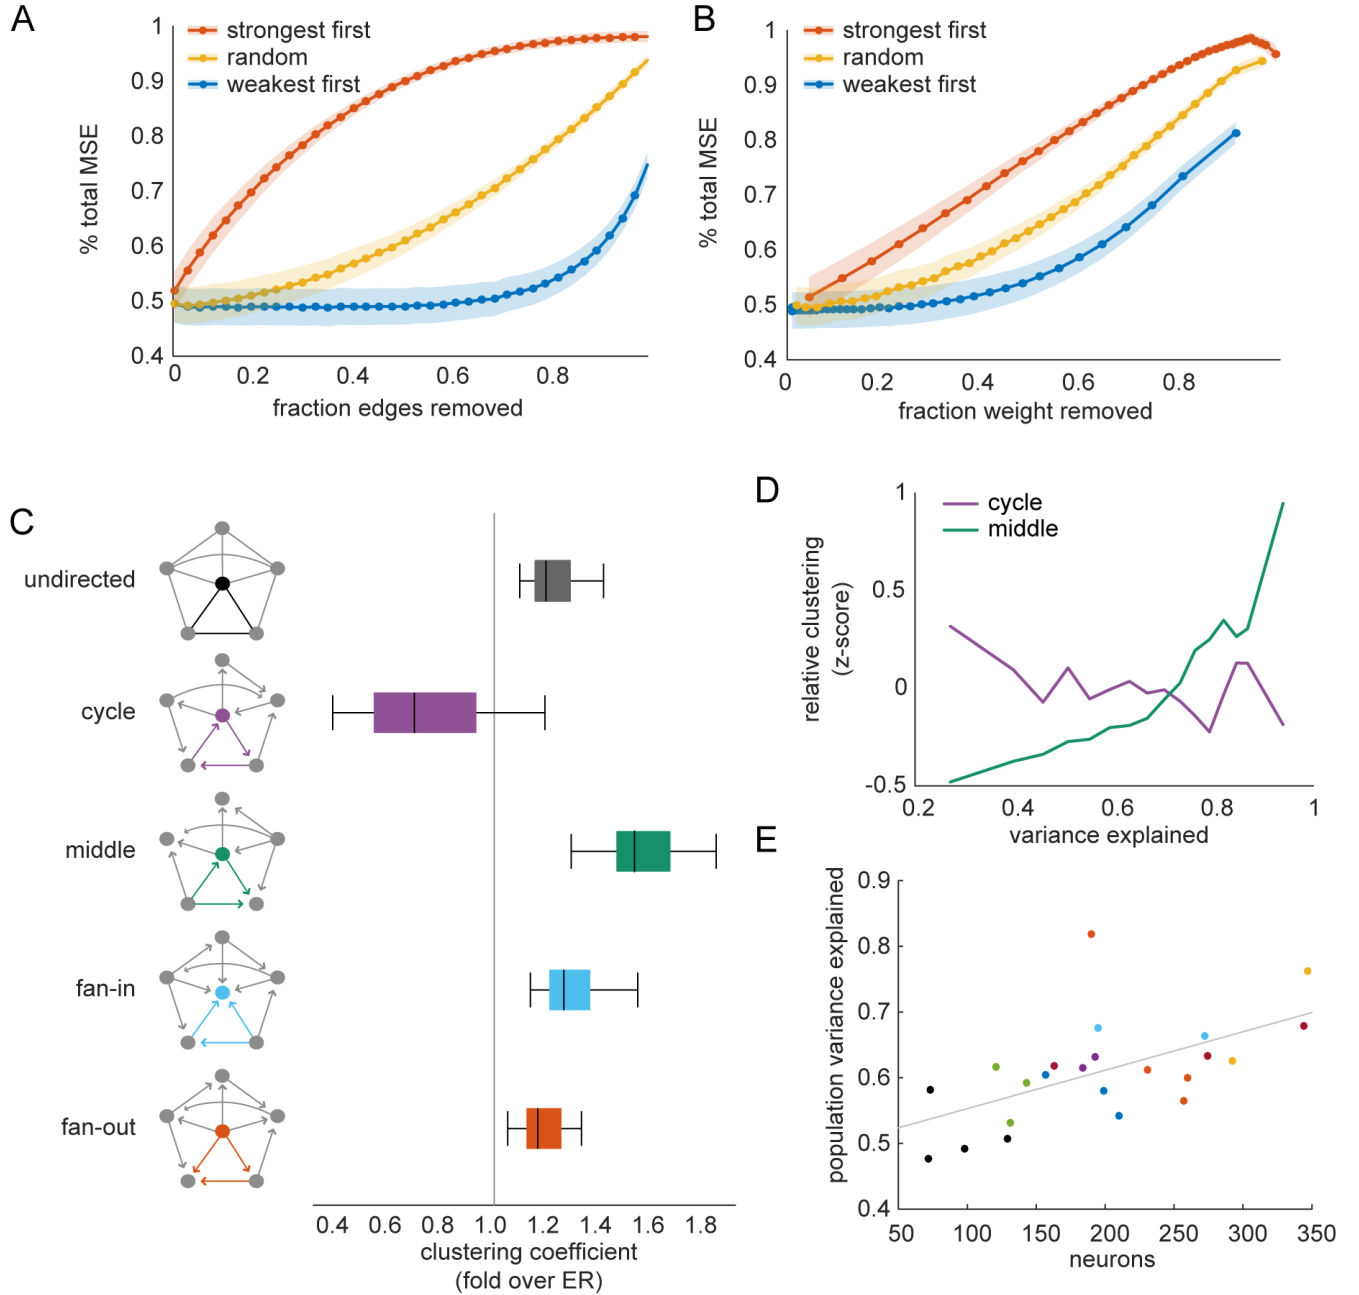 A
strongest first
random
weakest first
1
0.9
0.8
0.7
0.6
0.5
0.4
% total MSE
0
0.2
0.4
0.6
0.8
fraction edges removed
B
strongest first
random
weakest first
1
0.9
0.8
0.7
0.6
0.5
0.4
% total MSE
0
0.2
0.4
0.6
0.8
fraction weight removed
C
undirected
cycle
middle
fan-in
fan-out
0.4 0.6 0.8 1.0 1.2 1.4 1.6 1.8
clustering coefficient
(fold over ER)
D
cycle
middle
1
0.5
0
-0.5
relative clustering
(z-score)
0.2 0.4 0.6 0.8 1
variance explained
E
0.9
0.8
0.7
0.6
0.5
0.4
population variance explained
50 100 150 200 250 300 350
neurons